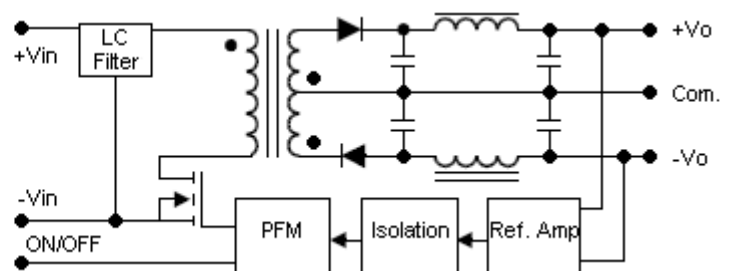 LC
Filter
+Vin
+Vo
Com.
-Vo
-Vin
ON/OFF
PFM
Isolation
Ref. Amp